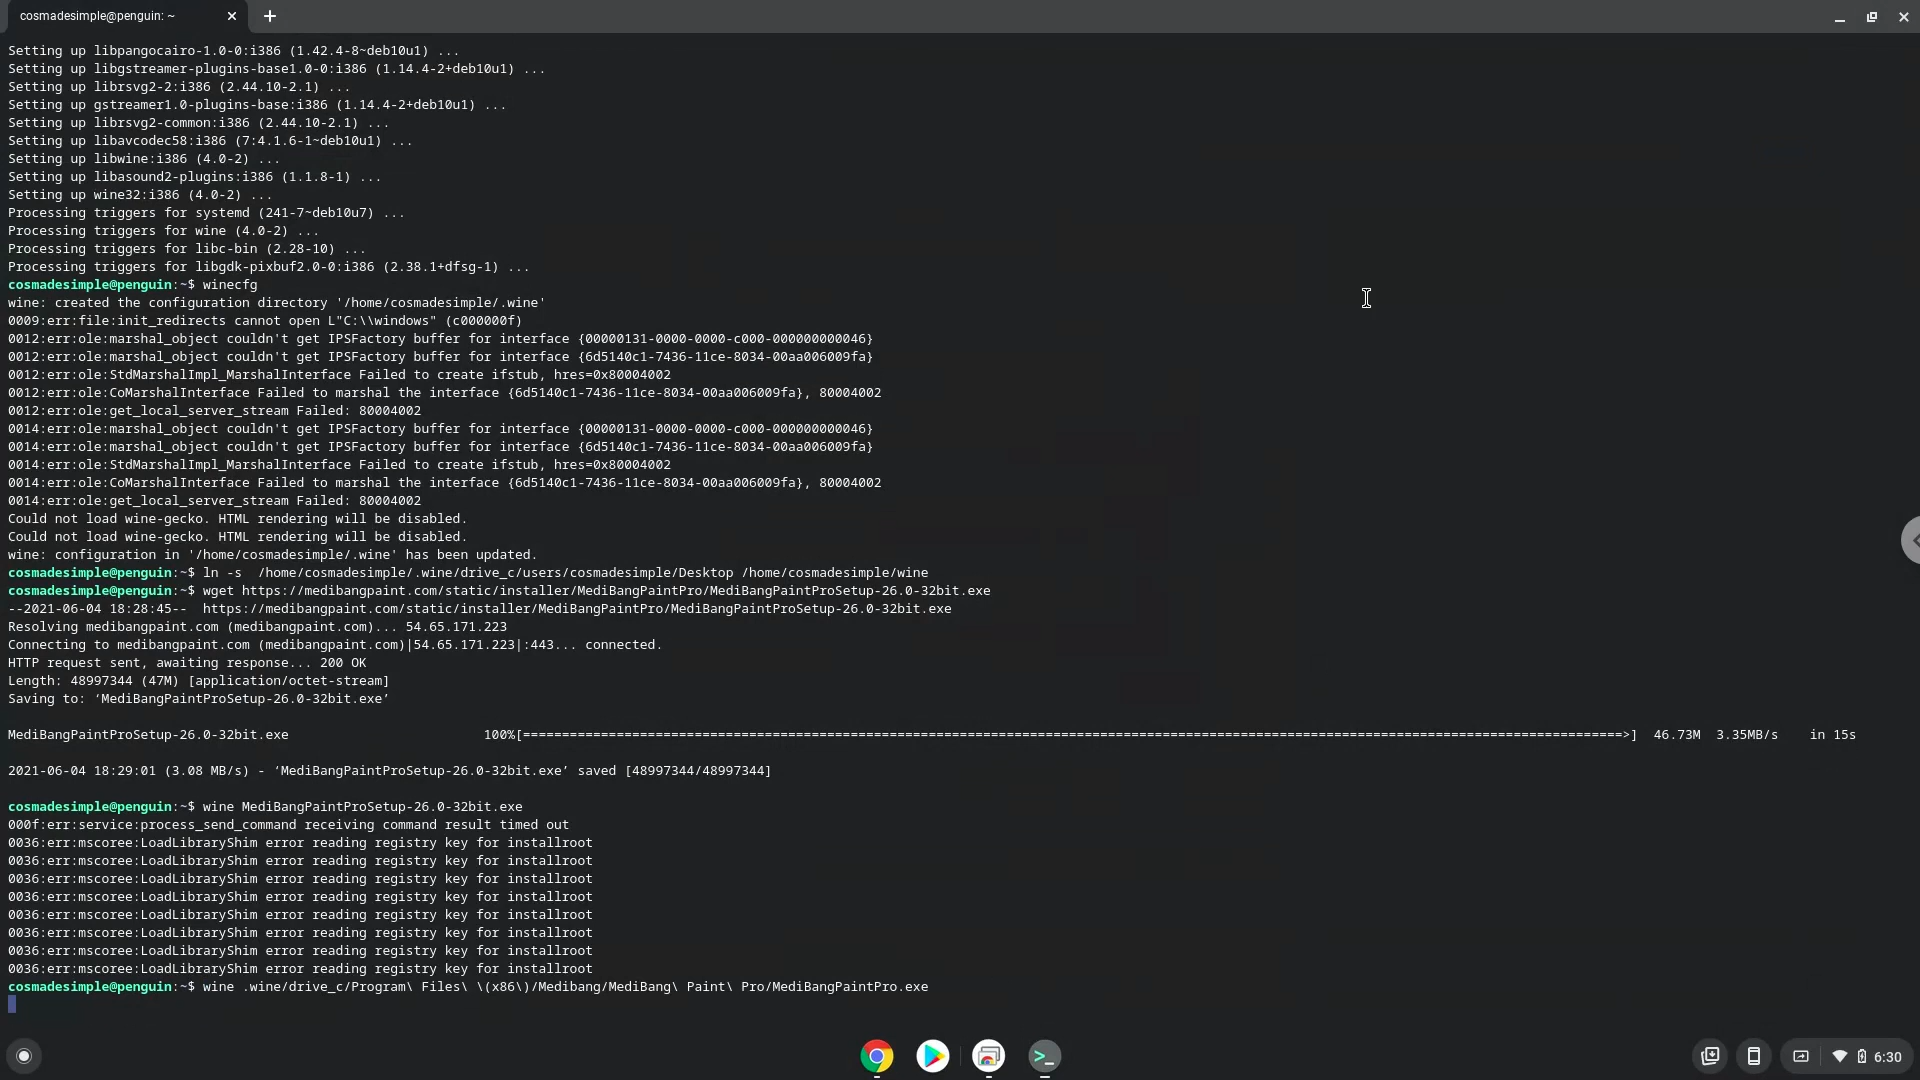 cosmadesimple@penguin: ~
Setting up libpangocairo-1.0-0:i386 (1.42.4-8~deb10u1) ...
Setting up libgstreamer-plugins-base1.0-0:i386 (1.14.4-2+deb10u1) ...
Setting up librsvg2-2:i386 (2.44.10-2.1) ...
Setting up gstreamer1.0-plugins-base:i386 (1.14.4-2+deb10u1) ...
Setting up librsvg2-common:i386 (2.44.10-2.1) ...
Setting up libavcodec58:i386 (7:4.1.6-1~deb10u1) ...
Setting up libwine:i386 (4.0-2) ...
Setting up libasound2-plugins:i386 (1.1.8-1) ...
Setting up wine32:i386 (4.0-2) ...
Processing triggers for systemd (241-7~deb10u7) ...
Processing triggers for wine (4.0-2) ...
Processing triggers for libc-bin (2.28-10) ...
Processing triggers for libgdk-pixbuf2.0-0:i386 (2.38.1+dfsg-1) ...
cosmadesimple@penguin:~$ winecfg
wine: created the configuration directory '/home/cosmadesimple/.wine'
0009:err:file:init_redirects cannot open L"C:\\windows" (c000000f)
0012:err:ole:marshal_object couldn't get IPSFactory buffer for interface {00000131-0000-0000-c000-000000000046}
0012:err:ole:marshal_object couldn't get IPSFactory buffer for interface {6d5140c1-7436-11ce-8034-00aa006009fa}
0012:err:ole:StdMarshalImpl_MarshalInterface Failed to create ifstub, hres=0x80004002
0012:err:ole:CoMarshalInterface Failed to marshal the interface {6d5140c1-7436-11ce-8034-00aa006009fa}, 80004002
0012:err:ole:get_local_server_stream Failed: 80004002
0014:err:ole:marshal_object couldn't get IPSFactory buffer for interface {00000131-0000-0000-c000-000000000046}
0014:err:ole:marshal_object couldn't get IPSFactory buffer for interface {6d5140c1-7436-11ce-8034-00aa006009fa}
0014:err:ole:StdMarshalImpl_MarshalInterface Failed to create ifstub, hres=0x80004002
0014:err:ole:CoMarshalInterface Failed to marshal the interface {6d5140c1-7436-11ce-8034-00aa006009fa}, 80004002
0014:err:ole:get_local_server_stream Failed: 80004002
Could not load wine-gecko. HTML rendering will be disabled.
Could not load wine-gecko. HTML rendering will be disabled.
wine: configuration in '/home/cosmadesimple/.wine' has been updated.
cosmadesimple@penguin:~$ ln -s  /home/cosmadesimple/.wine/drive_c/users/cosmadesimple/Desktop /home/cosmadesimple/wine
cosmadesimple@penguin:~$ wget https://medibangpaint.com/static/installer/MediBangPaintPro/MediBangPaintProSetup-26.0-32bit.exe
--2021-06-04 18:28:45--  https://medibangpaint.com/static/installer/MediBangPaintPro/MediBangPaintProSetup-26.0-32bit.exe
Resolving medibangpaint.com (medibangpaint.com)... 54.65.171.223
Connecting to medibangpaint.com (medibangpaint.com)|54.65.171.223|:443... connected.
HTTP request sent, awaiting response... 200 OK
Length: 48997344 (47M) [application/octet-stream]
Saving to: ‘MediBangPaintProSetup-26.0-32bit.exe’
MediBangPaintProSetup-26.0-32bit.exe 100%[=============================================================================================================================================>] 46.73M 3.35MB/s in 15s
2021-06-04 18:29:01 (3.08 MB/s) - ‘MediBangPaintProSetup-26.0-32bit.exe’ saved [48997344/48997344]
cosmadesimple@penguin:~$ wine MediBangPaintProSetup-26.0-32bit.exe
000f:err:service:process_send_command receiving command result timed out
0036:err:mscoree:LoadLibraryShim error reading registry key for installroot
0036:err:mscoree:LoadLibraryShim error reading registry key for installroot
0036:err:mscoree:LoadLibraryShim error reading registry key for installroot
0036:err:mscoree:LoadLibraryShim error reading registry key for installroot
0036:err:mscoree:LoadLibraryShim error reading registry key for installroot
0036:err:mscoree:LoadLibraryShim error reading registry key for installroot
0036:err:mscoree:LoadLibraryShim error reading registry key for installroot
0036:err:mscoree:LoadLibraryShim error reading registry key for installroot
cosmadesimple@penguin:~$ wine .wine/drive_c/Program\ Files\ \(x86\)/Medibang/MediBang\ Paint\ Pro/MediBangPaintPro.exe
6:30